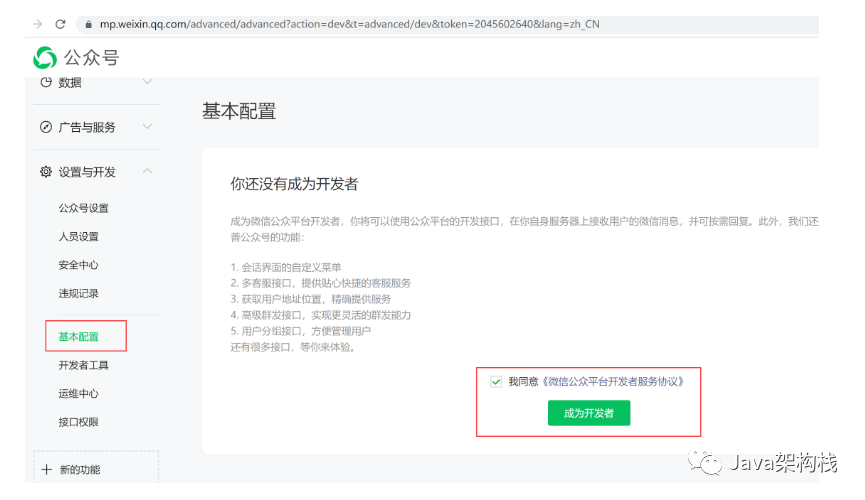 mp.weixin.qq.com/advanced/advanced?action=dev&t=advanced/dev&token=2045602640&lang=zh_CN
公众号
数据
广告与服务
设置与开发
公众号设置
人员设置
安全中心
违规记录
基本配置
开发者工具
运维中心
接口权限
新的功能
基本配置
你还没有成为开发者
成为微信公众平台开发者，你将可以使用公众平台的开发接口，在你自身服务器上接收用户的微信消息，并可按需回复。此外，我们还
善公众号的功能：
1. 会话界面的自定义菜单
2. 多客服接口，提供贴心快捷的客服服务
3. 获取用户地址位置，精确提供服务
4. 高级群发接口，实现更灵活的群发能力
5. 用户分组接口，方便管理用户
还有很多接口，等你来体验。
我同意《微信公众平台开发者服务协议》
成为开发者
Java架构栈